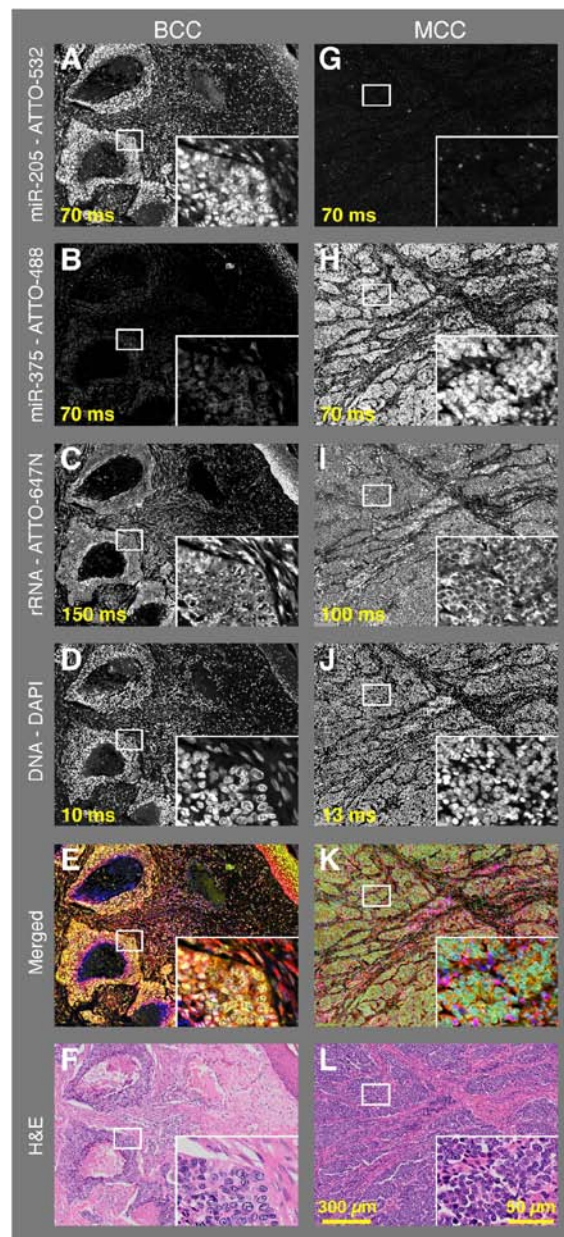 BCC MCC
miR-205 - ATTO-532
A
70 ms
G
70 ms
miR-375 - ATTO-488
B
70 ms
H
70 ms
rRNA - ATTO-647N
C
150 ms
I
100 ms
DNA - DAPI
D
10 ms
J
13 ms
Merged
E
K
H&E
F
L
300 µm
50 µm